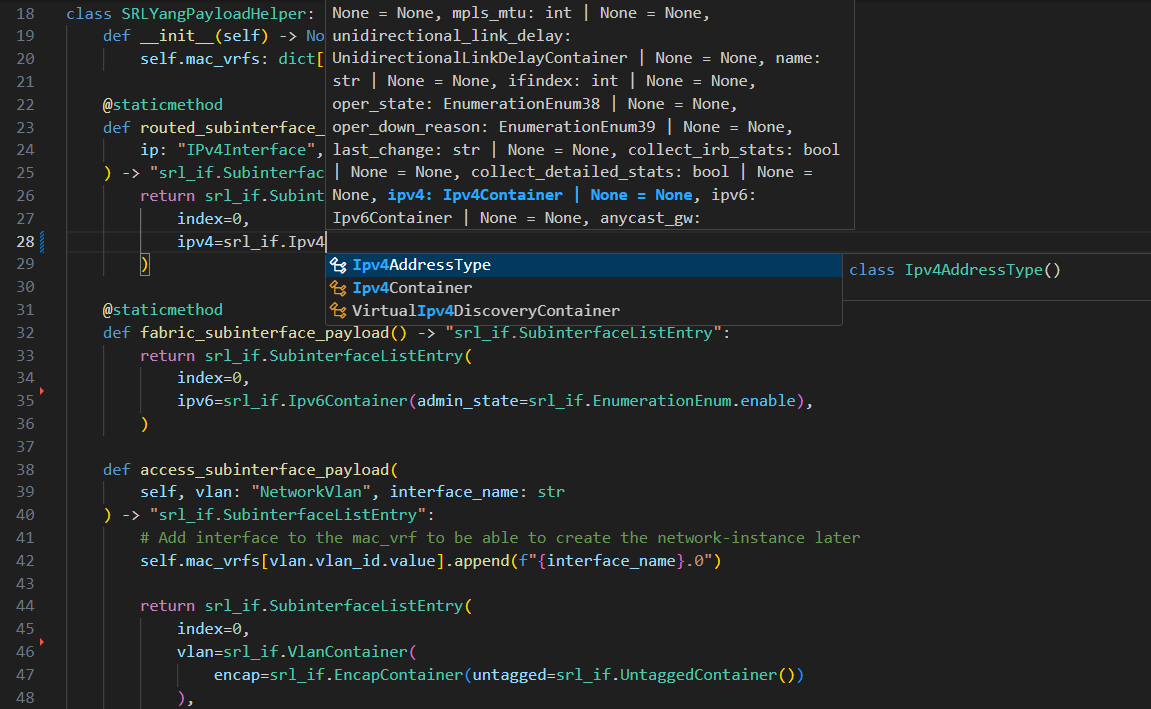 18 class SRLYangPayloadHelper:
19 def __init__(self) -> No
20 self.mac_vrfs: dict[
21
22 @staticmethod
23 def routed_subinterface_
24 ip: "IPv4Interface",
25 ) -> "srl_if.Subinterfac
26 return srl_if.Subint
27 index=0,
28 ipv4=srl_if.Ipv4
29 )
30
31 @staticmethod
32 def fabric_subinterface_payload() -> "srl_if.SubinterfaceListEntry":
33 return srl_if.SubinterfaceListEntry(
34 index=0,
35 ipv6=srl_if.Ipv6Container(admin_state=srl_if.EnumerationEnum.enable),
36 )
37
38 def access_subinterface_payload(
39 self, vlan: "NetworkVlan", interface_name: str
40 ) -> "srl_if.SubinterfaceListEntry":
41 # Add interface to the mac_vrf to be able to create the network-instance later
42 self.mac_vrfs[vlan.vlan_id.value].append(f"{interface_name}.0")
43
44 return srl_if.SubinterfaceListEntry(
45 index=0,
46 vlan=srl_if.VlanContainer(
47 encap=srl_if.EncapContainer(untagged=srl_if.UntaggedContainer())
48 ),
None = None, mpls_mtu: int | None = None,
unidirectional_link_delay:
UnidirectionalLinkDelayContainer | None = None, name:
str | None = None, ifindex: int | None = None,
oper_state: EnumerationEnum38 | None = None,
oper_down_reason: EnumerationEnum39 | None = None,
last_change: str | None = None, collect_irb_stats: bool
| None = None, collect_detailed_stats: bool | None =
None, ipv4: Ipv4Container | None = None, ipv6:
Ipv6Container | None = None, anycast_gw:
Ipv4AddressType
Ipv4Container
VirtualIpv4DiscoveryContainer
class Ipv4AddressType()